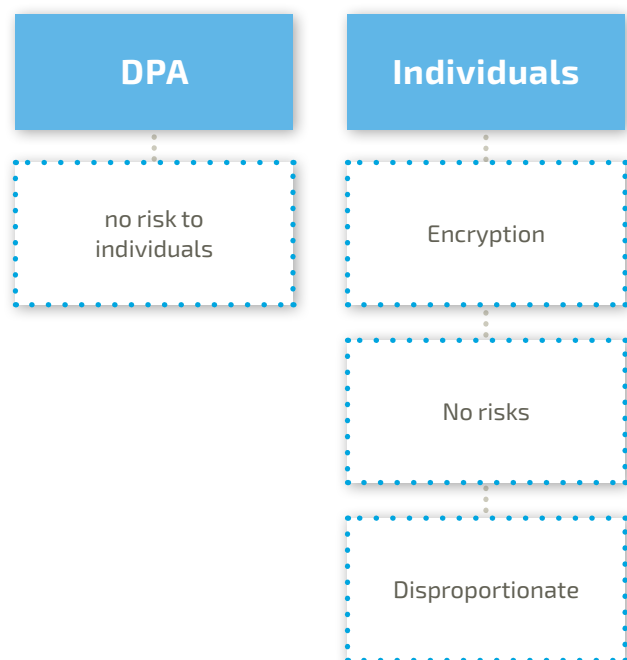 DPA
no risk to
individuals
Individuals
Encryption
No risks
Disproportionate